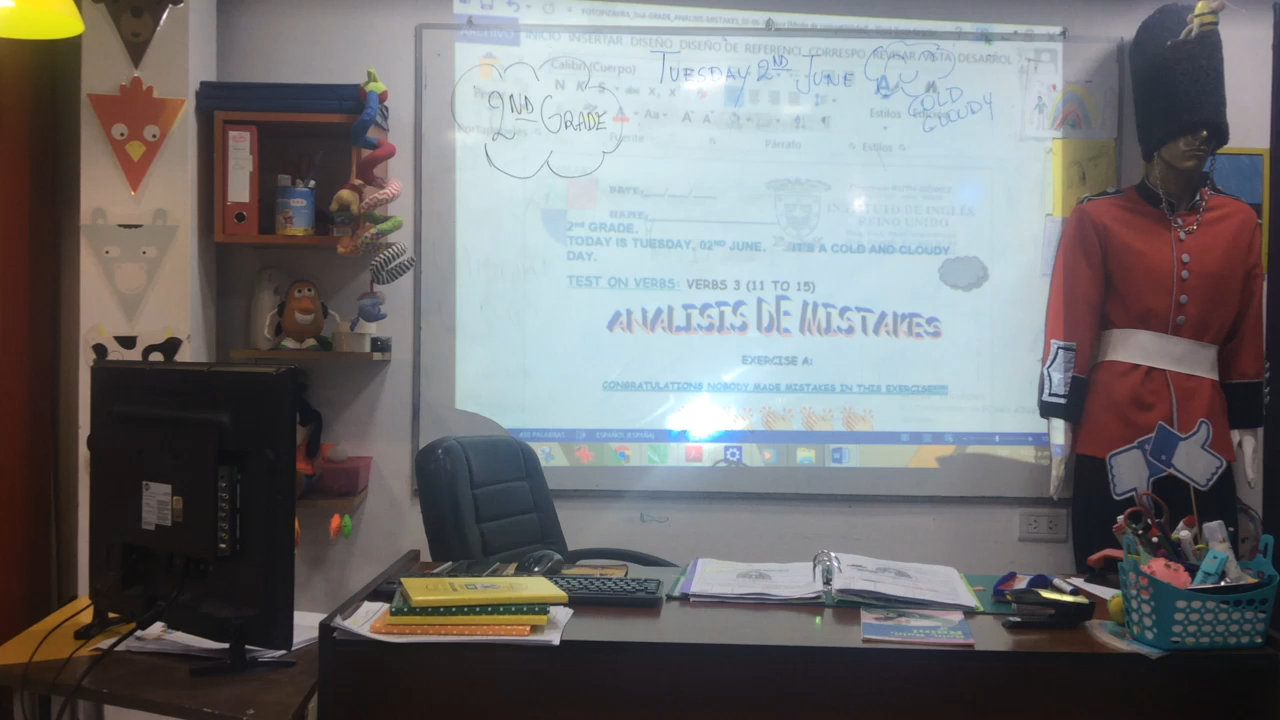 ARCHIVO INICIO INSERTAR DISEÑO DISEÑO DE REFERENCI CORRESPO REVISAR VISTA DESARROL
Calibri (Cuerpo)
TUESDAY 2ND JUNE
COLD
CLOUDY
2ND GRADE
Fuente
Párrafo
Estilos
DATE:
NAME:
INSTITUTO DE INGLÉS
REINO UNIDO
2ND GRADE.
TODAY IS TUESDAY, 02ND JUNE. IT'S A COLD AND CLOUDY
DAY.
TEST ON VERBS: VERBS 3 (11 TO 15)
ANALISIS DE MISTAKES
EXERCISE A:
CONGRATULATIONS NOBODY MADE MISTAKES IN THIS EXERCISE!!!!!
ESPAÑOL (ESPAÑA)